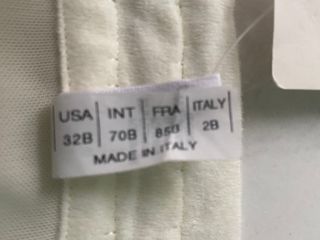 USA | INT | FRA | ITALY
32B | 70B | 85B | 2B
MADE IN ITALY